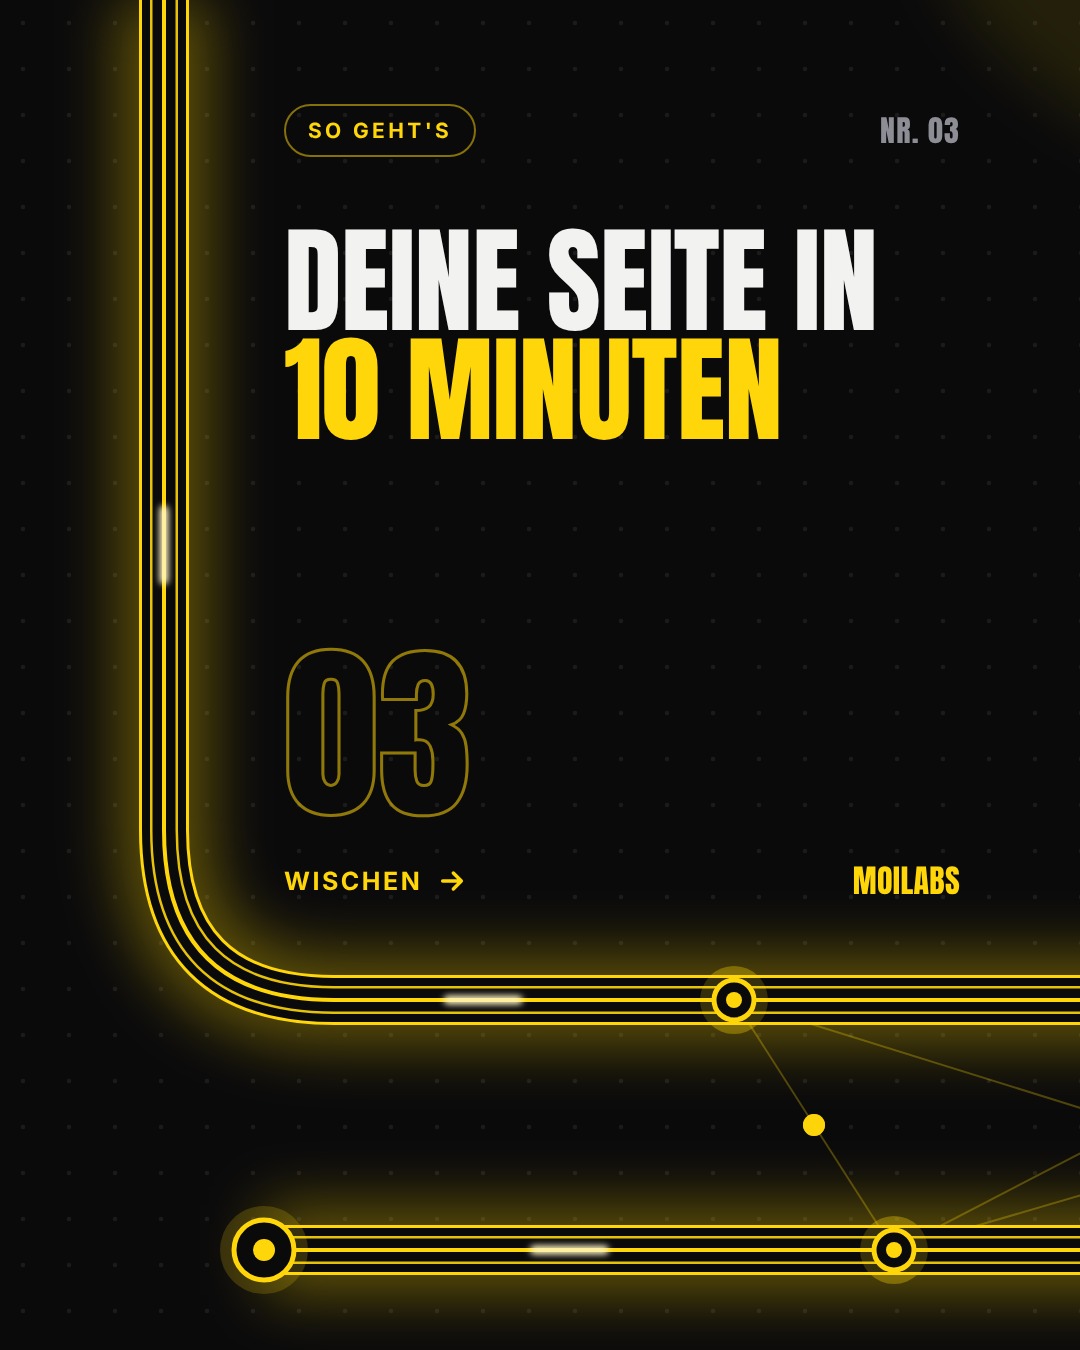 SO GEHT'S
NR. 03
DEINE SEITE IN
10 MINUTEN
03
WISCHEN →
MOILABS